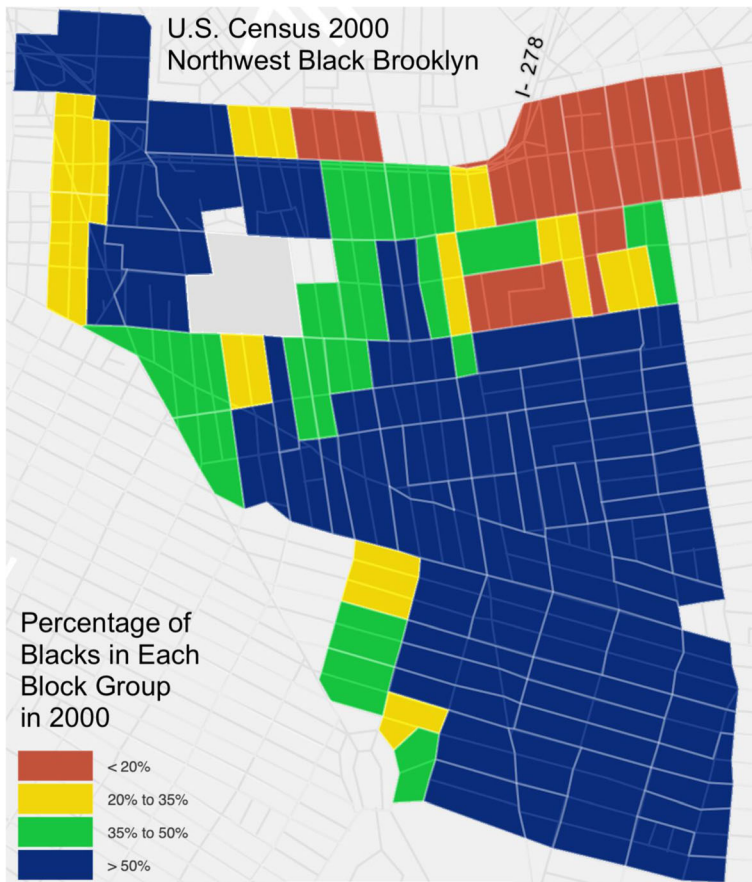 U.S. Census 2000
Northwest Black Brooklyn
I- 278
Percentage of
Blacks in Each
Block Group
in 2000
< 20%
20% to 35%
35% to 50%
> 50%